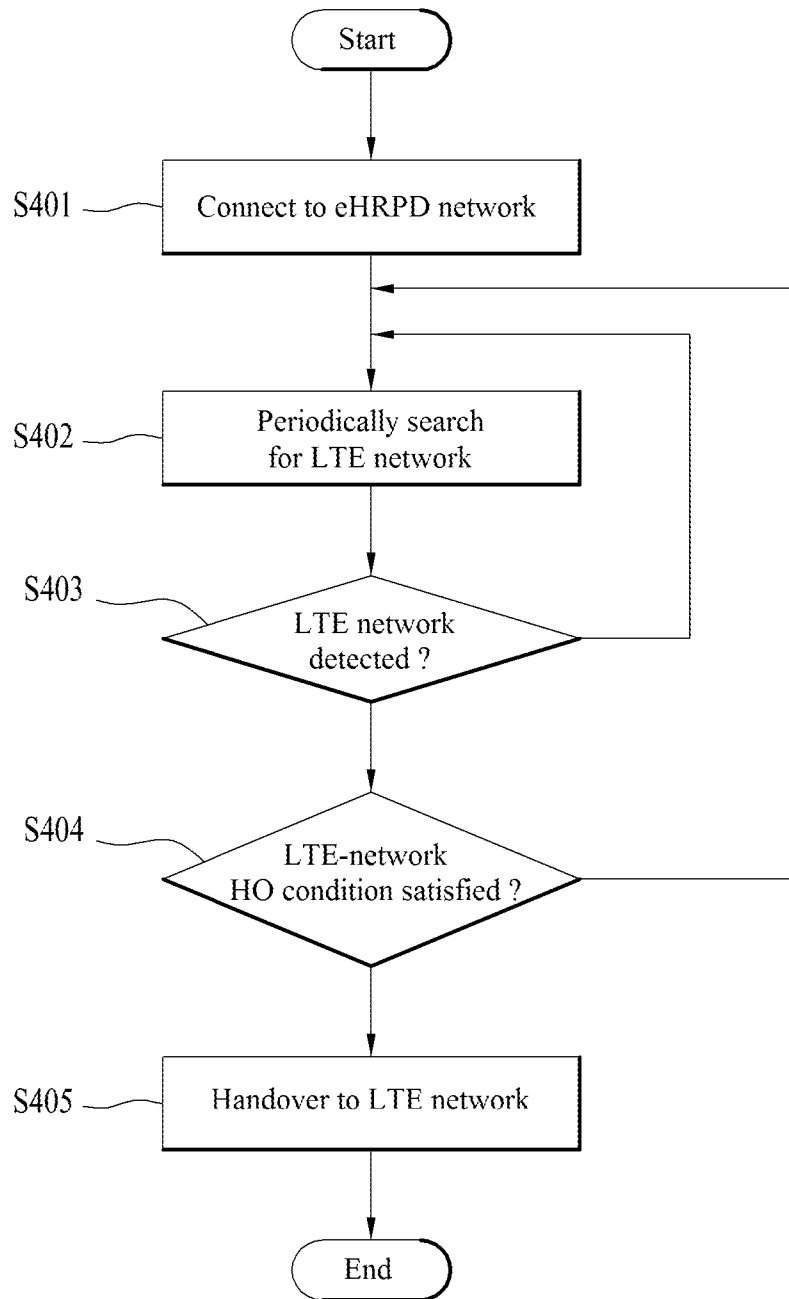 Start
S401
Connect to eHRPD network
S402
Periodically search
for LTE network
S403
LTE network
detected ?
S404
LTE-network
HO condition satisfied ?
S405
Handover to LTE network
End